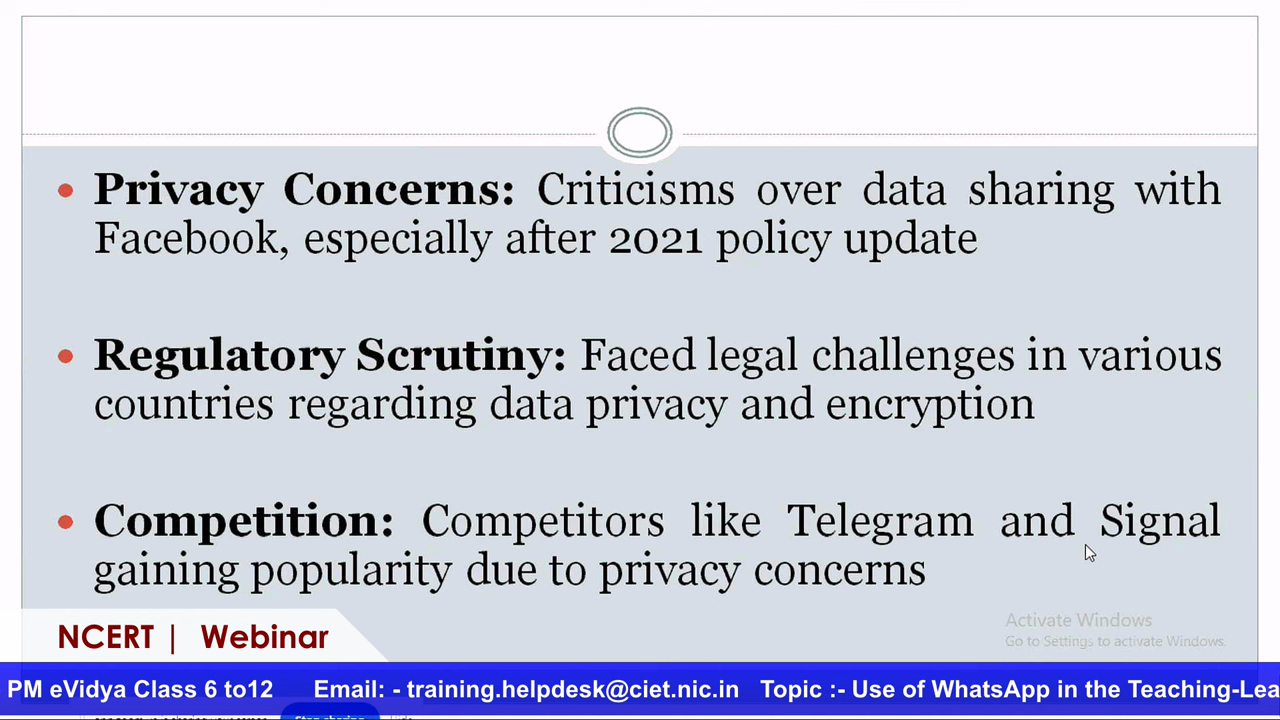 Privacy Concerns: Criticisms over data sharing with
Facebook, especially after 2021 policy update
Regulatory Scrutiny: Faced legal challenges in various
countries regarding data privacy and encryption
Competition: Competitors like Telegram and Signal
gaining popularity due to privacy concerns
Activate Windows
Go to Settings to activate Windows.
NCERT | Webinar
PM eVidya Class 6 to12 Email: - training.helpdesk@ciet.nic.in Topic :- Use of WhatsApp in the Teaching-Lea